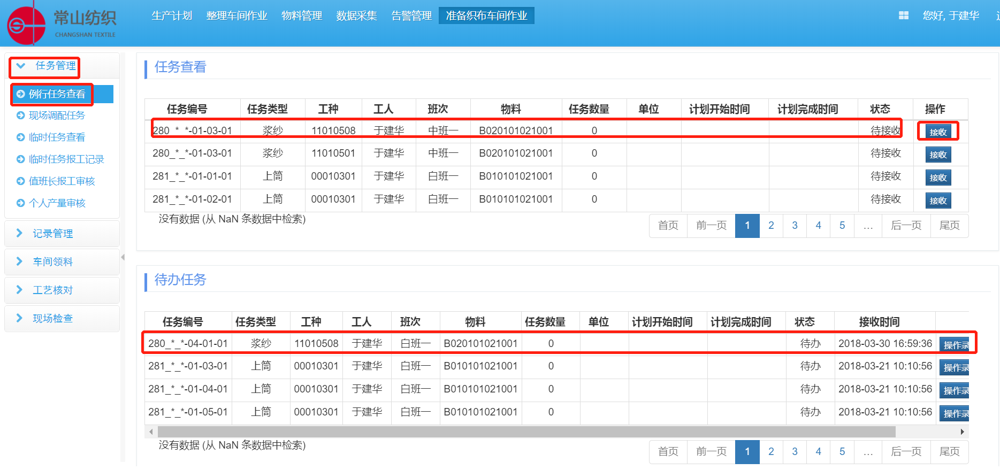 常山纺织
CHANGSHAN TEXTILE
生产计划 整理车间作业 物料管理 数据采集 告警管理 准备织布车间作业 您好, 于建华
任务管理
例行任务查看
现场调配任务
临时任务查看
临时任务报工记录
值班长报工审核
个人产量审核
记录管理
车间领料
工艺核对
现场检查
任务查看
任务编号 任务类型 工种 工人 班次 物料 任务数量 单位 计划开始时间 计划完成时间 状态 操作
280_*_*-01-03-01 浆纱 11010508 于建华 中班一 B020101021001 0 待接收 接收
280_*_*-01-03-01 浆纱 11010501 于建华 中班一 B020101021001 0 待接收 接收
281_*_*-01-01-01 上筒 00010301 于建华 白班一 B010101021001 0 待接收 接收
281_*_*-01-02-01 上筒 00010301 于建华 白班一 B010101021001 0 待接收 接收
没有数据 (从 NaN 条数据中检索)
首页 前一页 1 2 3 4 5 … 后一页 尾页
待办任务
任务编号 任务类型 工种 工人 班次 物料 任务数量 单位 计划开始时间 计划完成时间 状态 接收时间
280_*_*-04-01-01 浆纱 11010508 于建华 白班一 B020101021001 0 待办 2018-03-30 16:59:36 操作录
281_*_*-01-03-01 上筒 00010301 于建华 白班一 B010101021001 0 待办 2018-03-21 10:10:56 操作录
281_*_*-01-04-01 上筒 00010301 于建华 白班一 B010101021001 0 待办 2018-03-21 10:10:56 操作录
281_*_*-01-05-01 上筒 00010301 于建华 白班一 B010101021001 0 待办 2018-03-21 10:10:56 操作录
没有数据 (从 NaN 条数据中检索)
首页 前一页 1 2 3 4 5 … 后一页 尾页